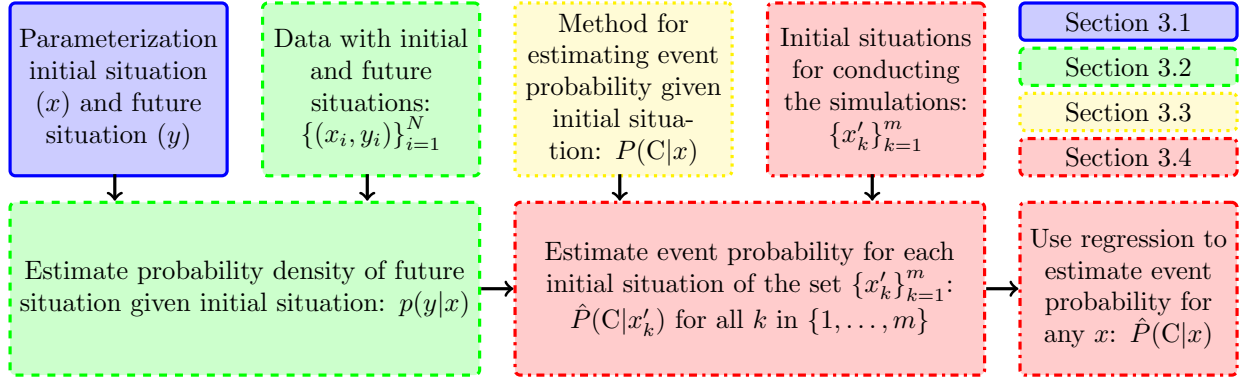 Parameterization
initial situation
(x) and future
situation (y)
Data with initial
and future
situations:
{(x_i, y_i)}_{i=1}^N
Method for
estimating event
probability given
initial situa-
tion: P(C|x)
Initial situations
for conducting
the simulations:
{x'_k}_{k=1}^m
Section 3.1
Section 3.2
Section 3.3
Section 3.4
Estimate probability density of future
situation given initial situation: p(y|x)
Estimate event probability for each
initial situation of the set {x'_k}_{k=1}^m:
P̂(C|x'_k) for all k in {1, . . . , m}
Use regression to
estimate event
probability for
any x: P̂(C|x)